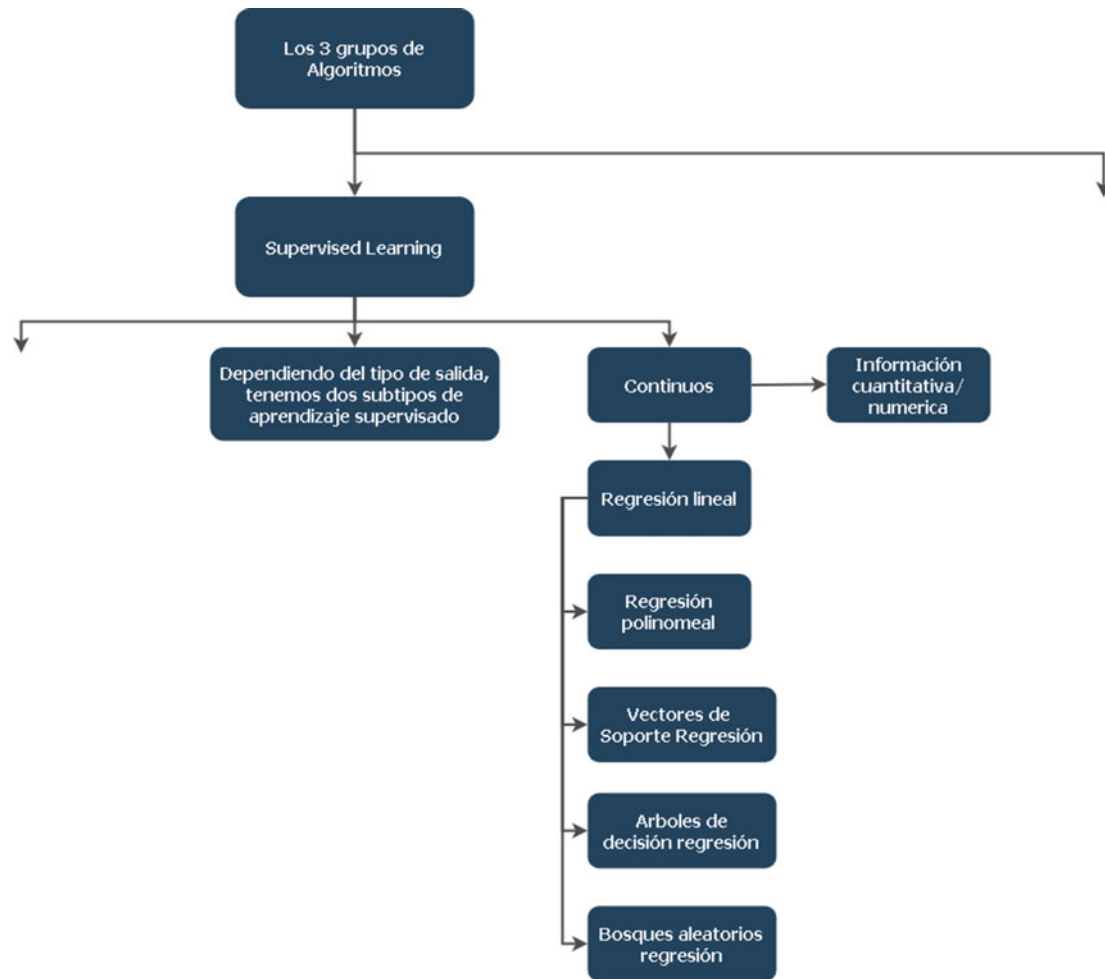 Los 3 grupos de
Algoritmos
Supervised Learning
Dependiendo del tipo de salida,
tenemos dos subtipos de
aprendizaje supervisado
Continuos
Información
cuantitativa/
numerica
Regresión lineal
Regresión
polinomeal
Vectores de
Soporte Regresión
Arboles de
decisión regresión
Bosques aleatorios
regresión